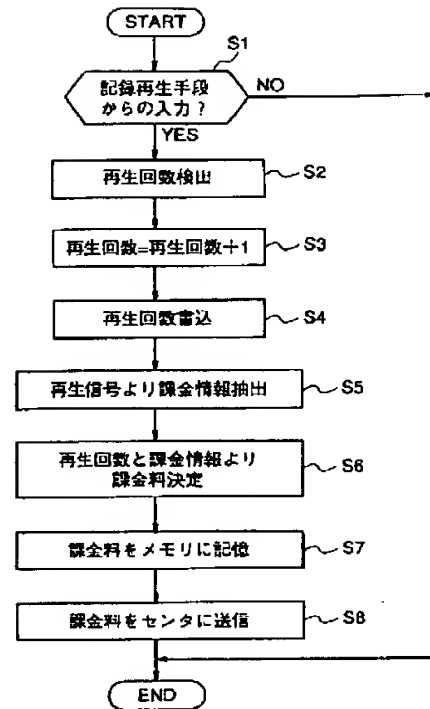 START
S1
記録再生手段
からの入力?
NO
YES
再生回数検出
S2
再生回数=再生回数+1
S3
再生回数書込
S4
再生信号より課金情報抽出
S5
再生回数と課金情報より
課金料決定
S6
課金料をメモリに記憶
S7
課金料をセンタに送信
S8
END